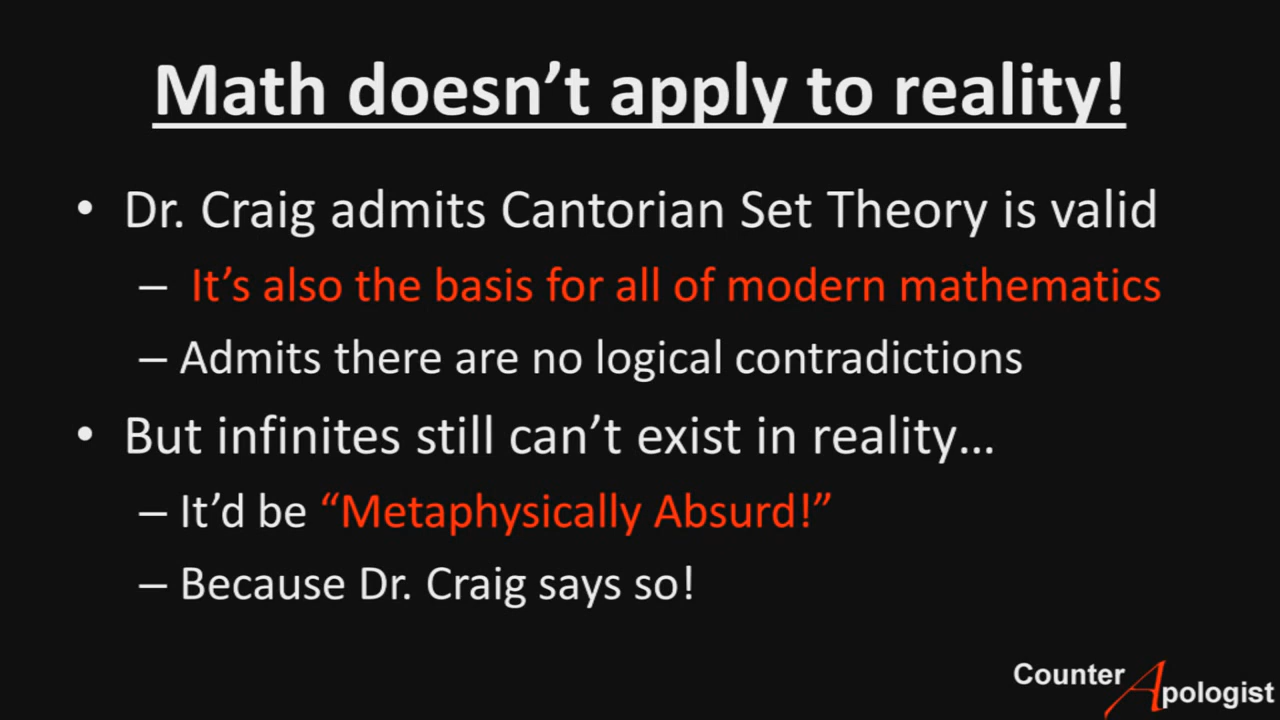 Math doesn’t apply to reality!
• Dr. Craig admits Cantorian Set Theory is valid
– It’s also the basis for all of modern mathematics
– Admits there are no logical contradictions
• But infinites still can’t exist in reality…
– It’d be “Metaphysically Absurd!”
– Because Dr. Craig says so!
Counter Apologist